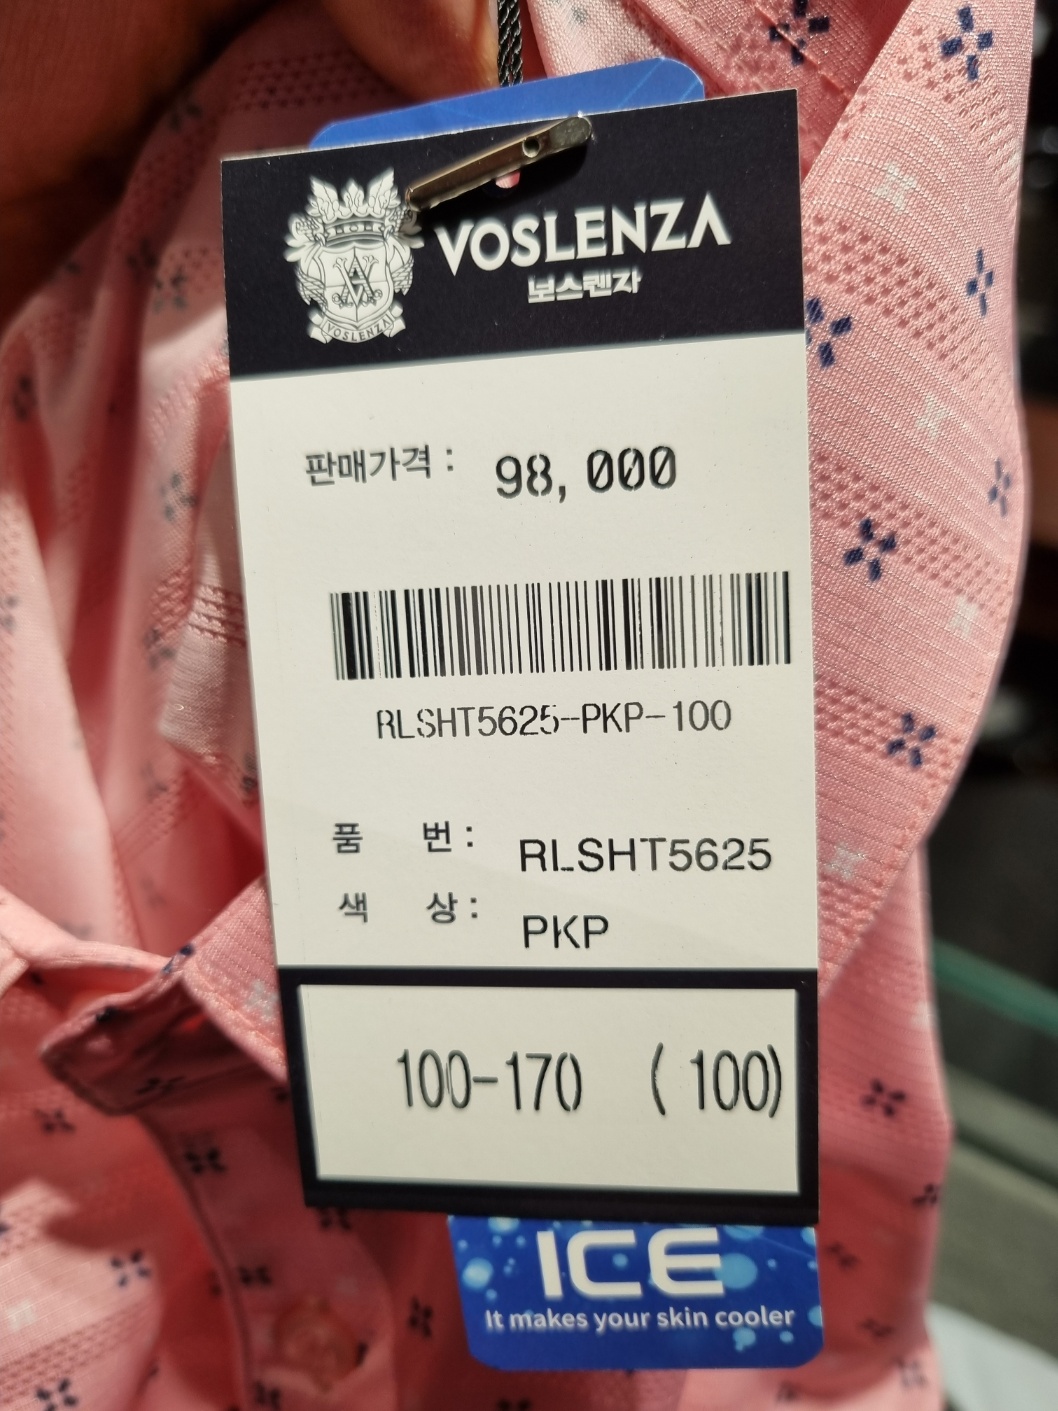 VOSLENZA
보스렌자
VOSLENZA
판매가격 : 98,000
RLSHT5625-PKP-100
품 번 : RLSHT5625
색 상 : PKP
100-170 ( 100)
ICE
It makes your skin cooler